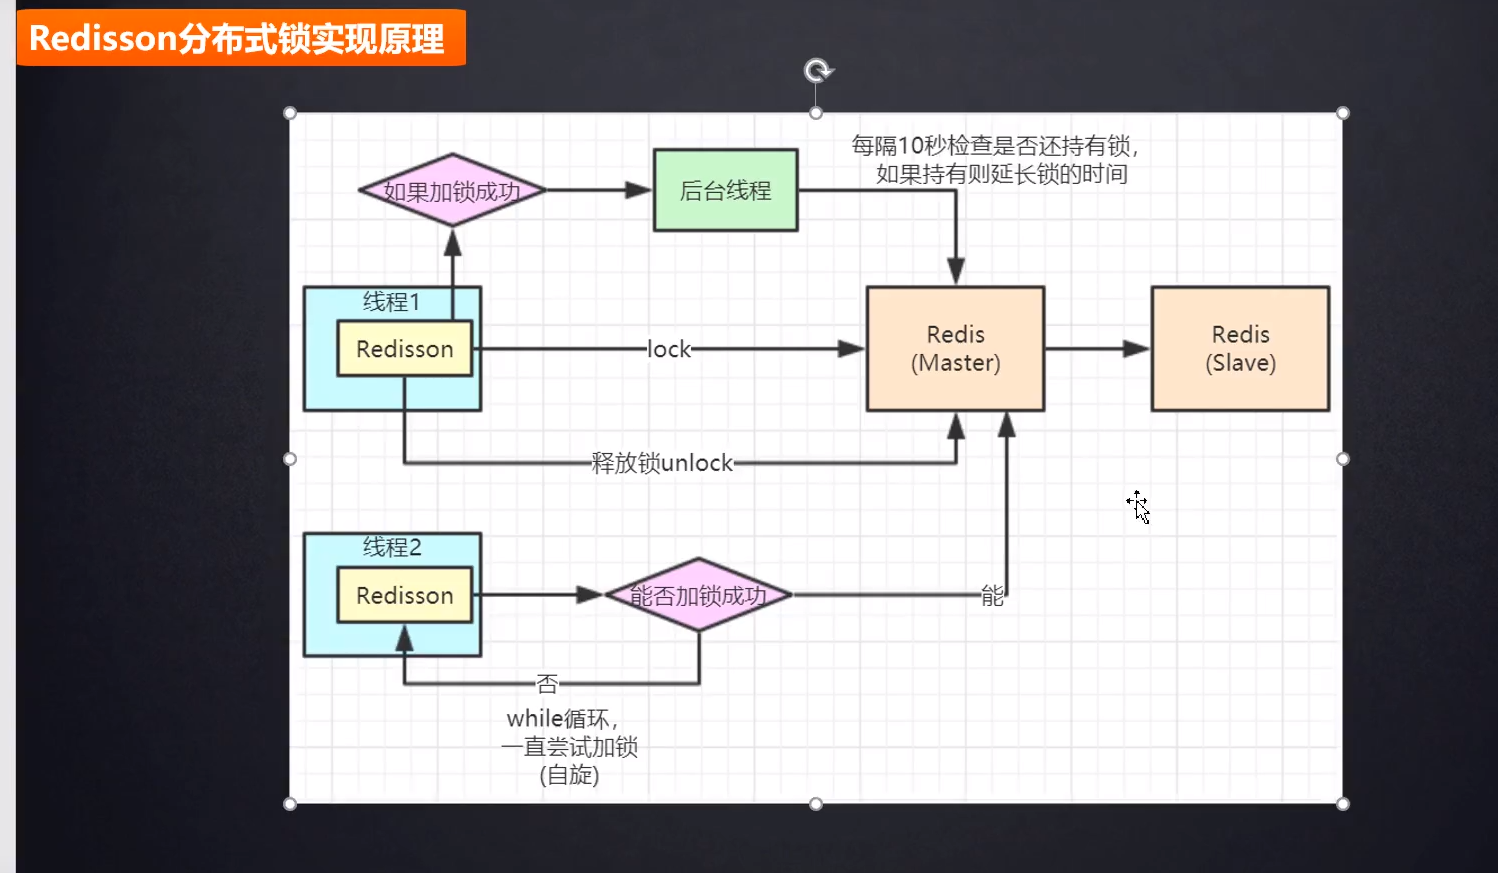 Redisson分布式锁实现原理
每隔10秒检查是否还持有锁，
如果持有则延长锁的时间
如果加锁成功
后台线程
线程1
Redisson
lock
Redis
(Master)
Redis
(Slave)
释放锁unlock
线程2
Redisson
能否加锁成功
能
否
while循环，
一直尝试加锁
(自旋)